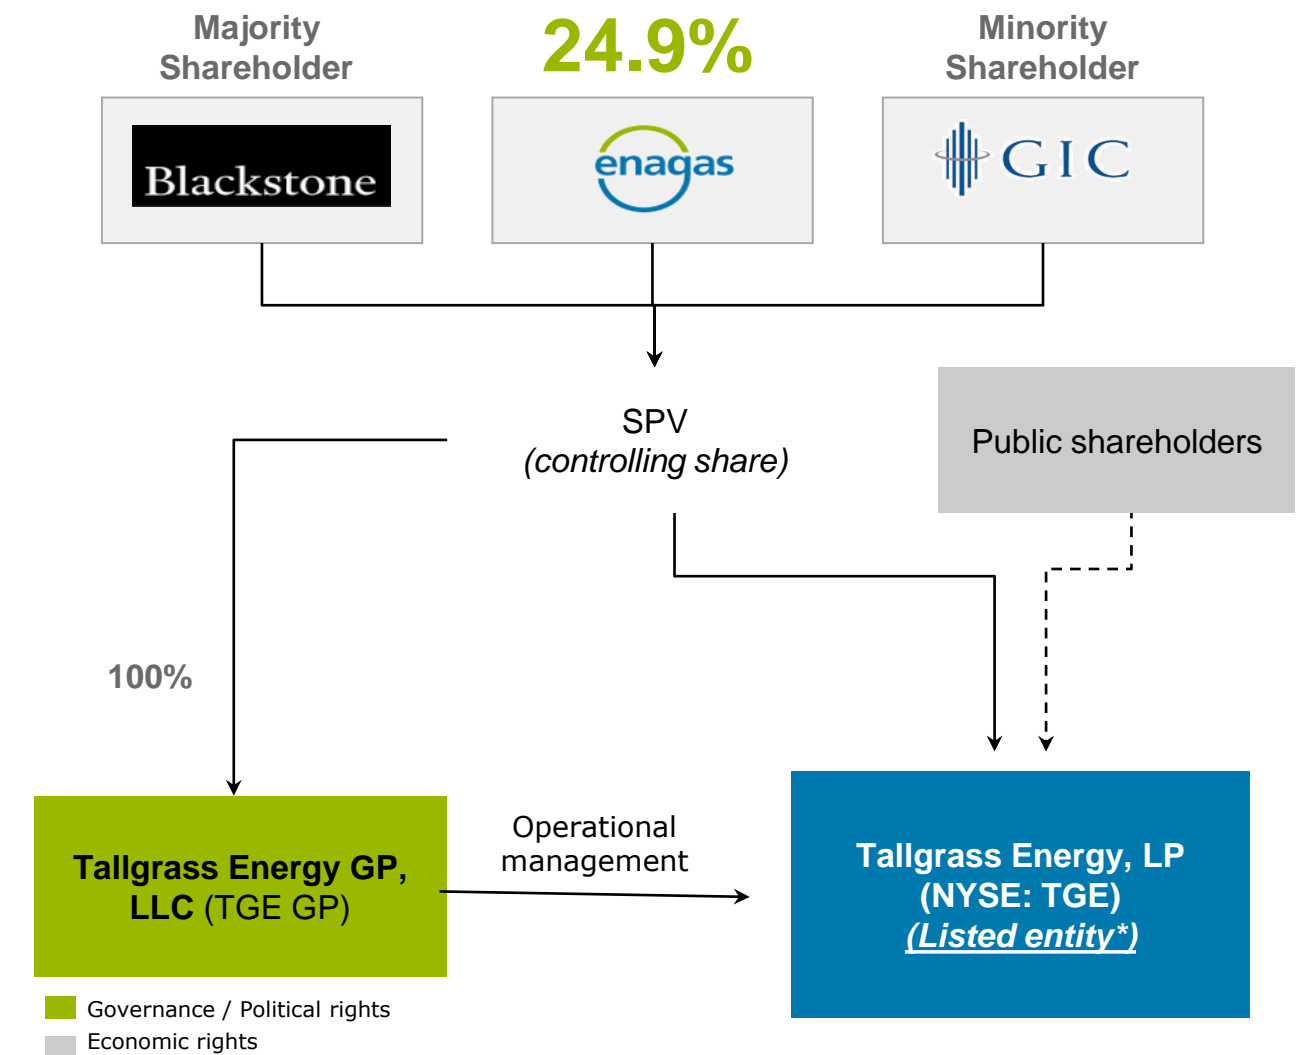 Majority
Shareholder
24.9%
Minority
Shareholder
Blackstone
enagas
GIC
SPV
(controlling share)
Public shareholders
100%
Operational
management
Tallgrass Energy GP,
LLC (TGE GP)
Tallgrass Energy, LP
(NYSE: TGE)
(Listed entity*)
Governance / Political rights
Economic rights